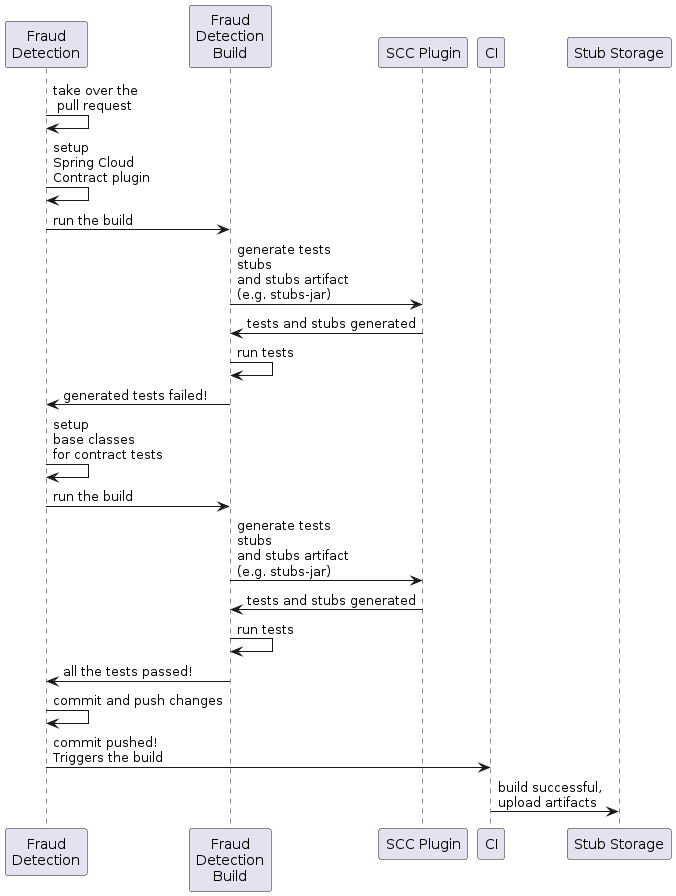 Fraud
Detection
Fraud
Detection
Build
SCC Plugin
CI
Stub Storage
take over the
pull request
setup
Spring Cloud
Contract plugin
run the build
generate tests
stubs
and stubs artifact
(e.g. stubs-jar)
tests and stubs generated
run tests
generated tests failed!
setup
base classes
for contract tests
run the build
generate tests
stubs
and stubs artifact
(e.g. stubs-jar)
tests and stubs generated
run tests
all the tests passed!
commit and push changes
commit pushed!
Triggers the build
build successful,
upload artifacts
Fraud
Detection
Fraud
Detection
Build
SCC Plugin
CI
Stub Storage